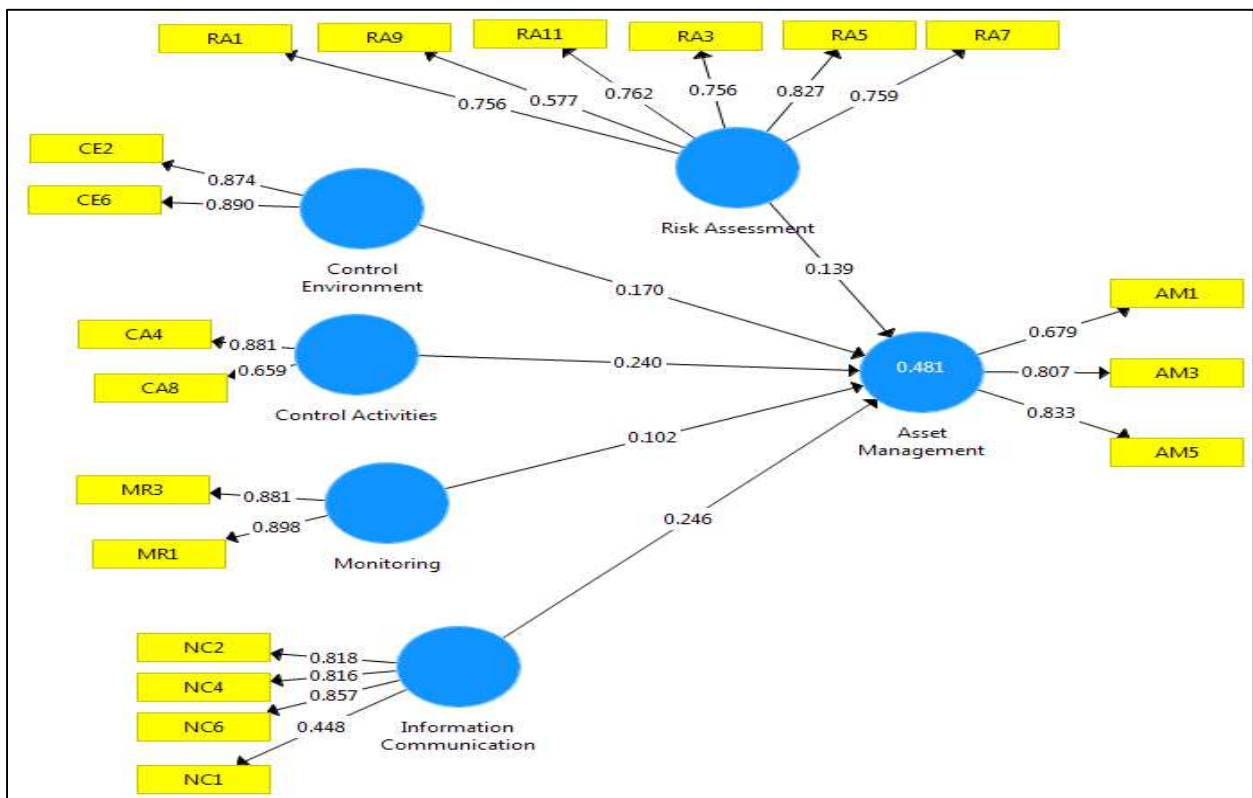 RA1
RA9
RA11
RA3
RA5
RA7
0.756
0.577
0.762
0.756
0.827
0.759
CE2
CE6
0.874
0.890
Control
Environment
Risk Assessment
0.139
0.170
CA4
CA8
0.881
0.659
Control Activities
0.240
0.481
Asset
Management
0.679
0.807
0.833
AM1
AM3
AM5
MR3
MR1
0.881
0.898
Monitoring
0.102
0.246
NC2
NC4
NC6
NC1
0.818
0.816
0.857
0.448
Information
Communication